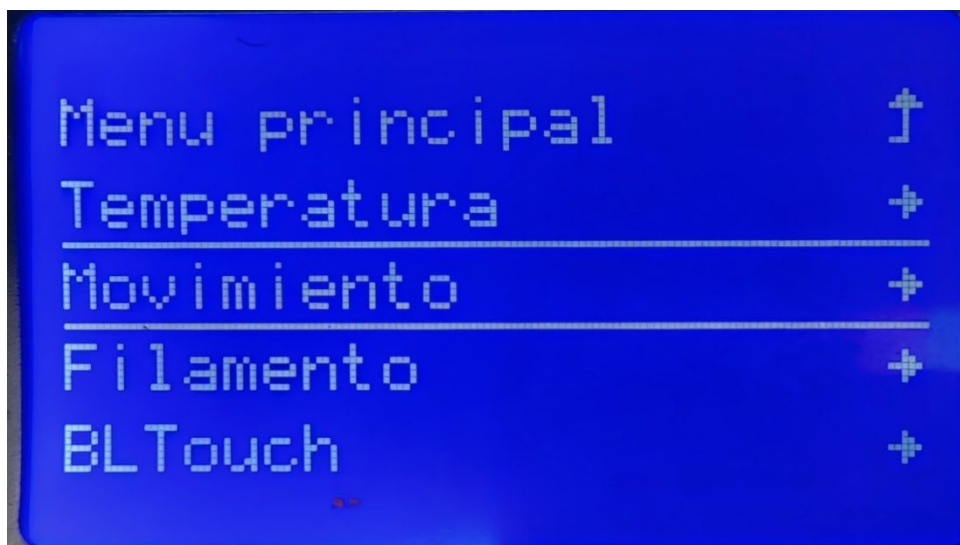 Menu principal
Temperatura
Movimiento
Filamento
BLTouch